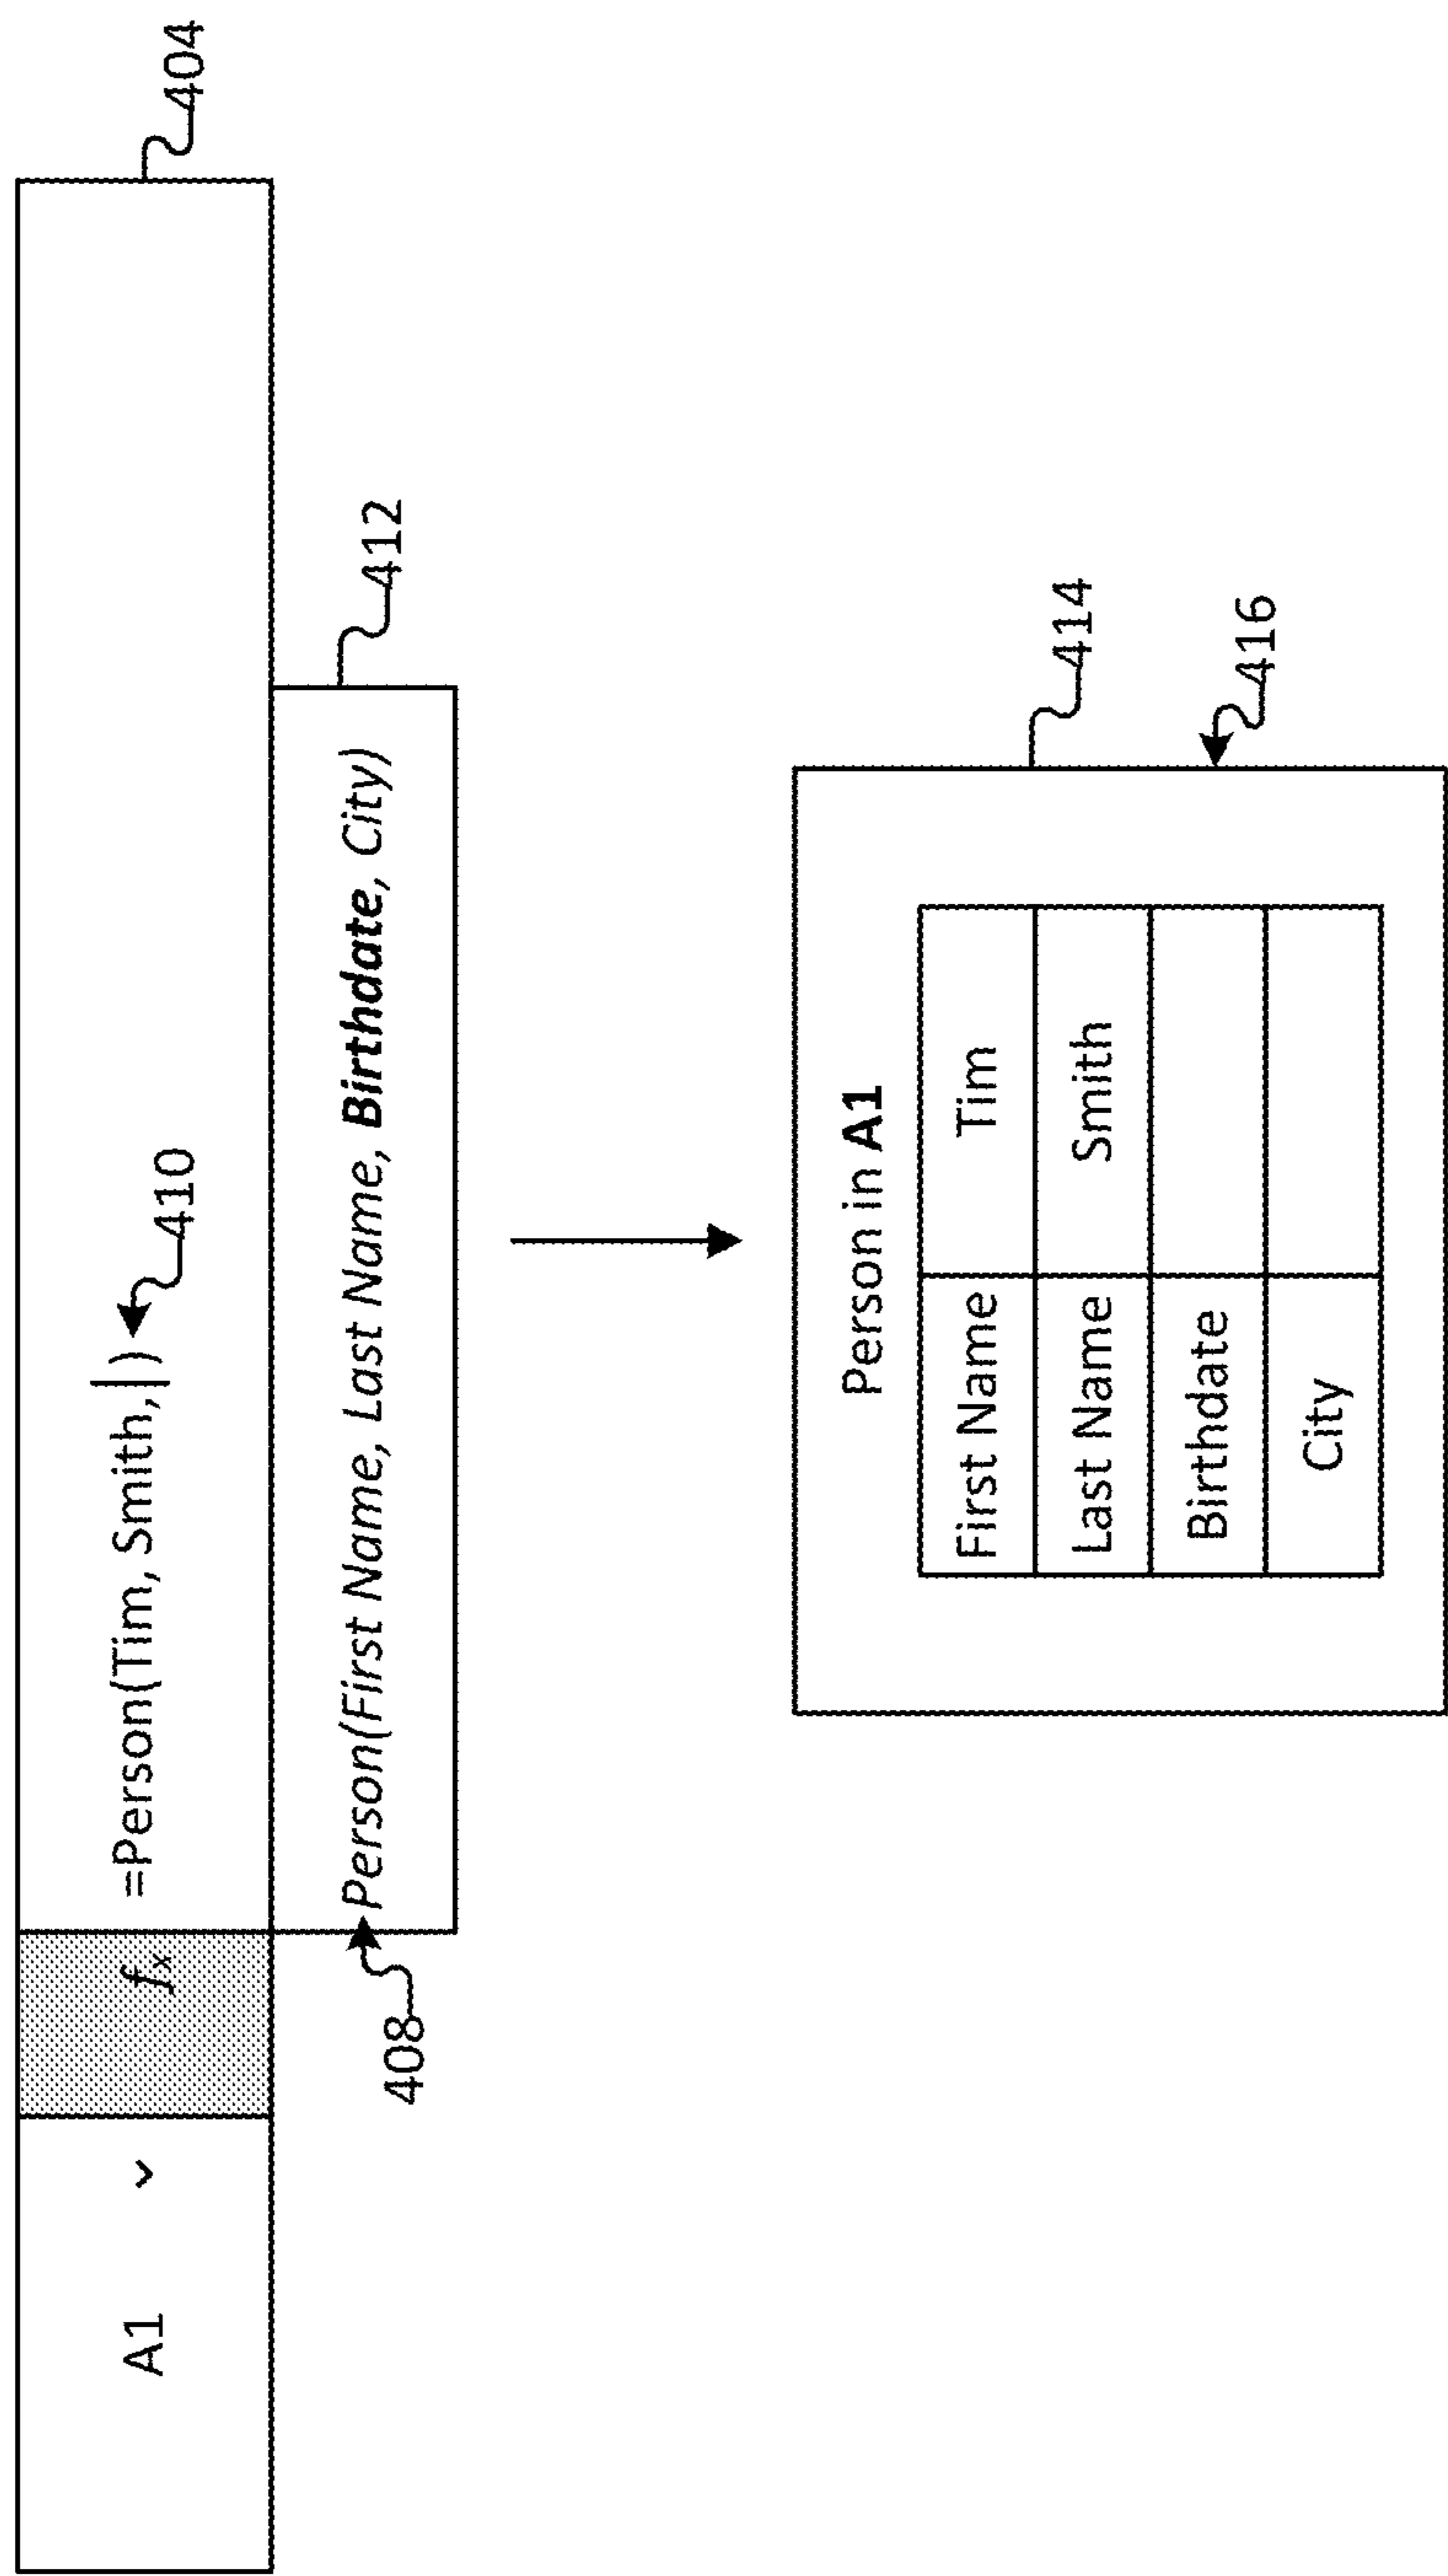 404
A1 ⌄ fx =Person(Tim, Smith,|)
410
412
408
Person(First Name, Last Name, Birthdate, City)
Person in A1
414
First Name Tim
Last Name Smith
Birthdate
416
City